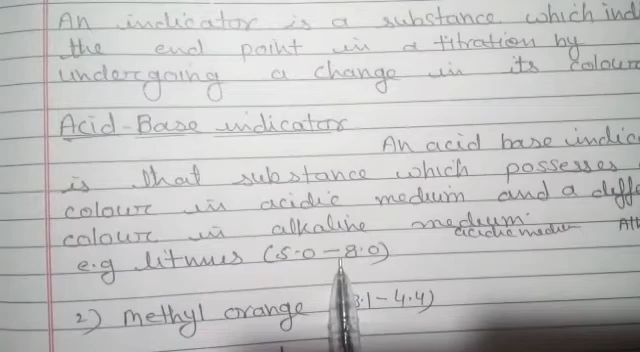 An indicator is a substance which ind
the end point in a titration by
undergoing a change in its colour
Acid-Base indicator
An acid base indic
is that substance which possesses
colour in acidic medium and a diff
colour in alkaline medium.
acidic medium
e.g litmus (5.0-8.0)
2) Methyl orange 3.1-4.4)